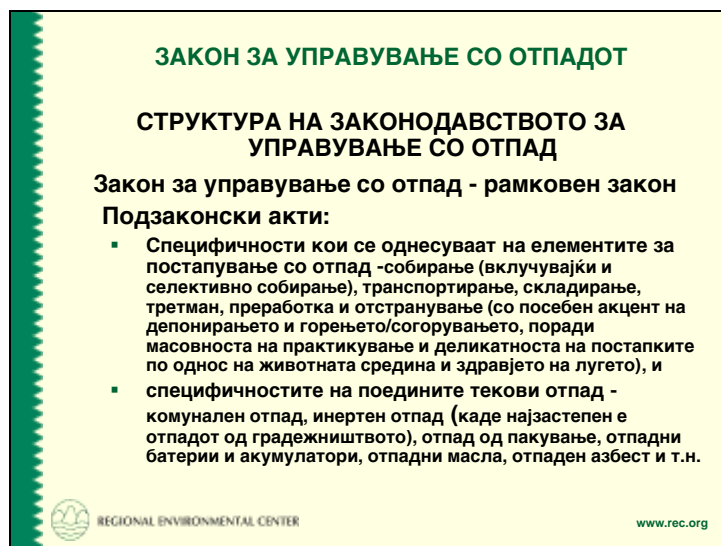 ЗАКОН ЗА УПРАВУВАЊЕ СО ОТПАДОТ
СТРУКТУРА НА ЗАКОНОДАВСТВОТО ЗА
УПРАВУВАЊЕ СО ОТПАД
Закон за управување со отпад - рамковен закон
Подзаконски акти:
▪ Специфичности кои се однесуваат на елементите за
постапување со отпад -собирање (вклучувајќи и
селективно собирање), транспортирање, складирање,
третман, преработка и отстранување (со посебен акцент на
депонирањето и горењето/согорувањето, поради
масовноста на практикување и деликатноста на постапките
по однос на животната средина и здравјето на луѓето), и
▪ специфичностите на поедините текови отпад -
комунален отпад, инертен отпад (каде најзастепен е
отпадот од градежништвото), отпад од пакување, отпадни
батерии и акумулатори, отпадни масла, отпаден азбест и т.н.
REGIONAL ENVIRONMENTAL CENTER
www.rec.org